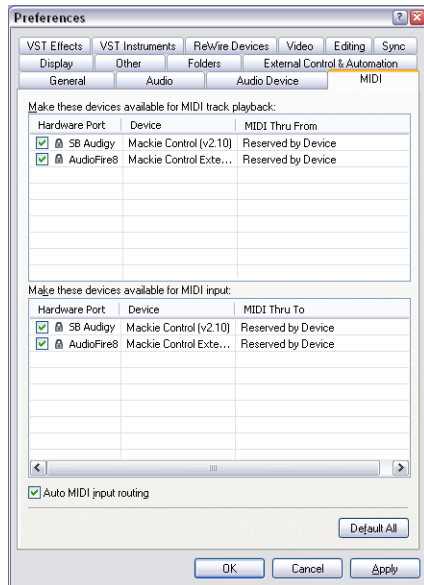 Preferences
VST Effects VST Instruments ReWire Devices Video Editing Sync
Display Other Folders External Control & Automation
General Audio Audio Device MIDI
Make these devices available for MIDI track playback:
Hardware Port Device MIDI Thru From
SB Audigy Mackie Control (v2.10) Reserved by Device
AudioFire8 Mackie Control Exte... Reserved by Device
Make these devices available for MIDI input:
Hardware Port Device MIDI Thru To
SB Audigy Mackie Control (v2.10) Reserved by Device
AudioFire8 Mackie Control Exte... Reserved by Device
Auto MIDI input routing
Default All
OK Cancel Apply